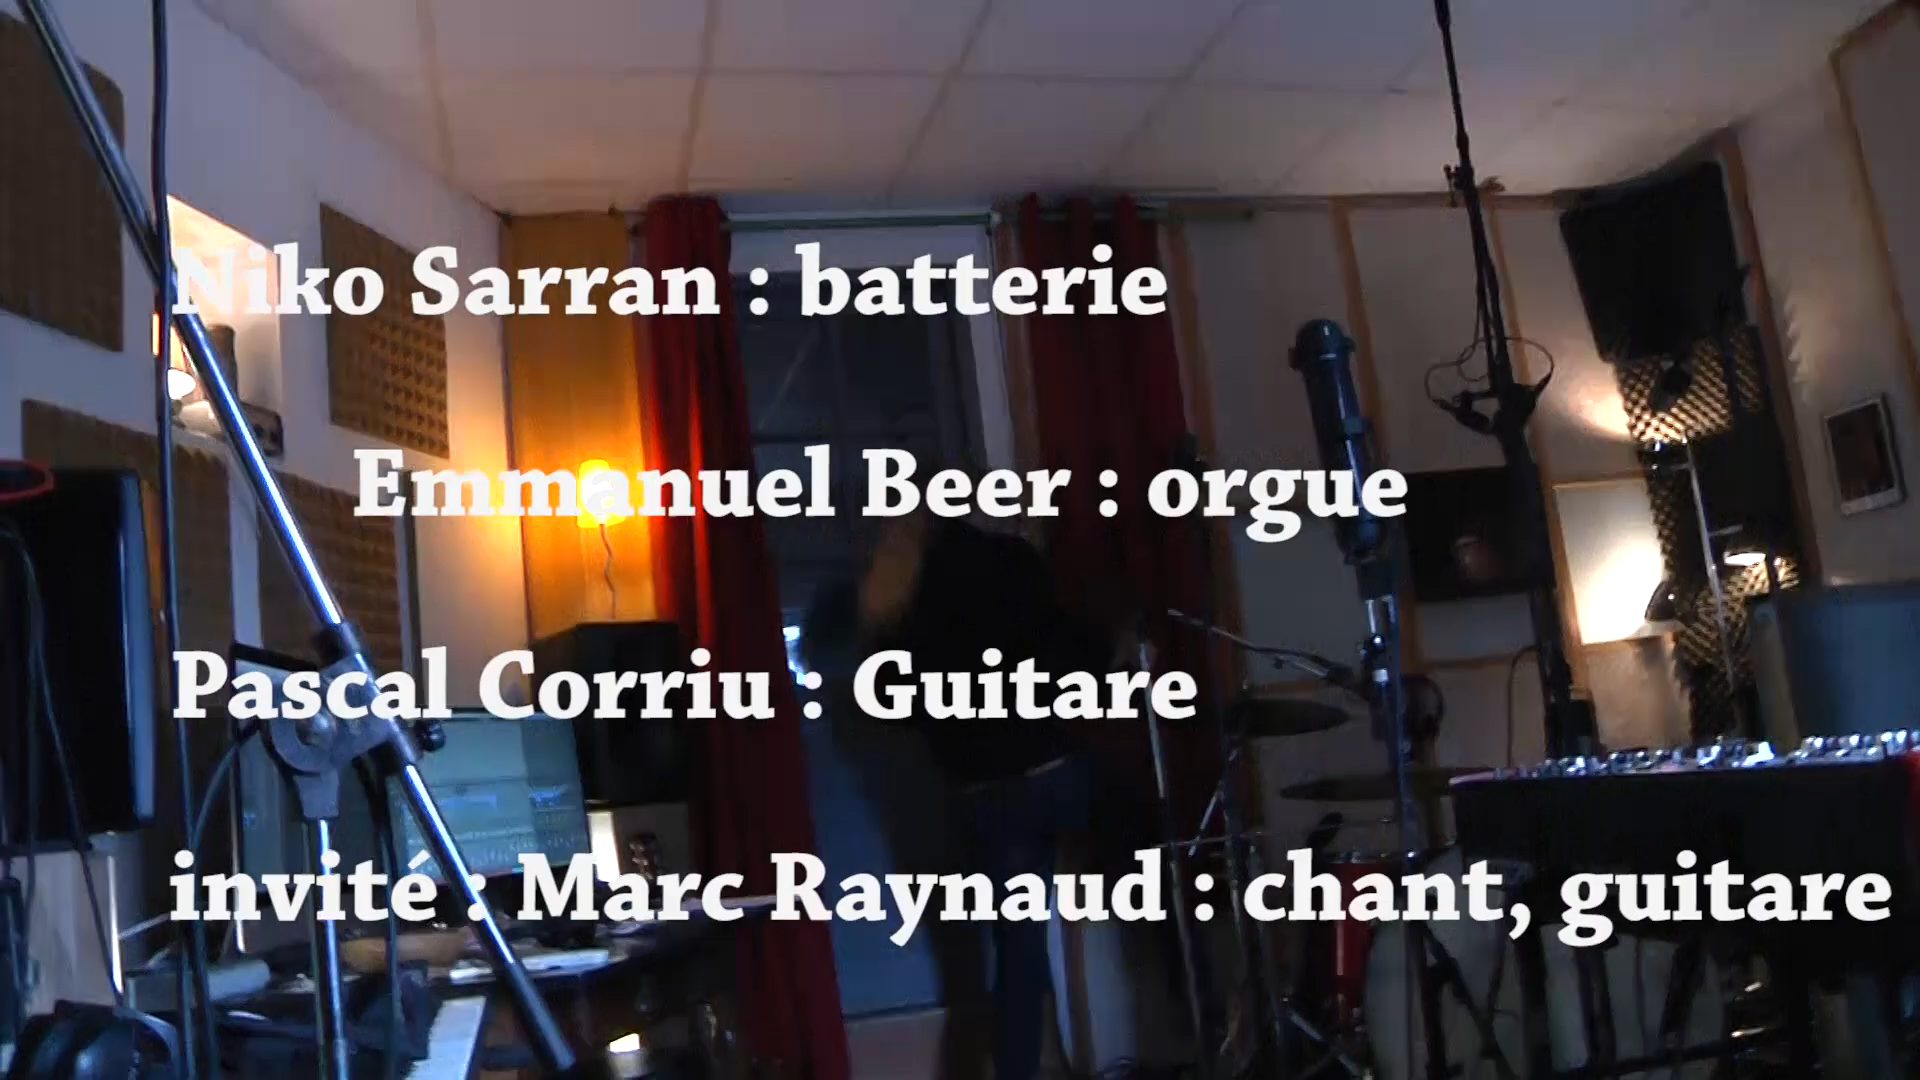 Niko Sarran : batterie
Emmanuel Beer : orgue
Pascal Corriu : Guitare
invité : Marc Raynaud : chant, guitare